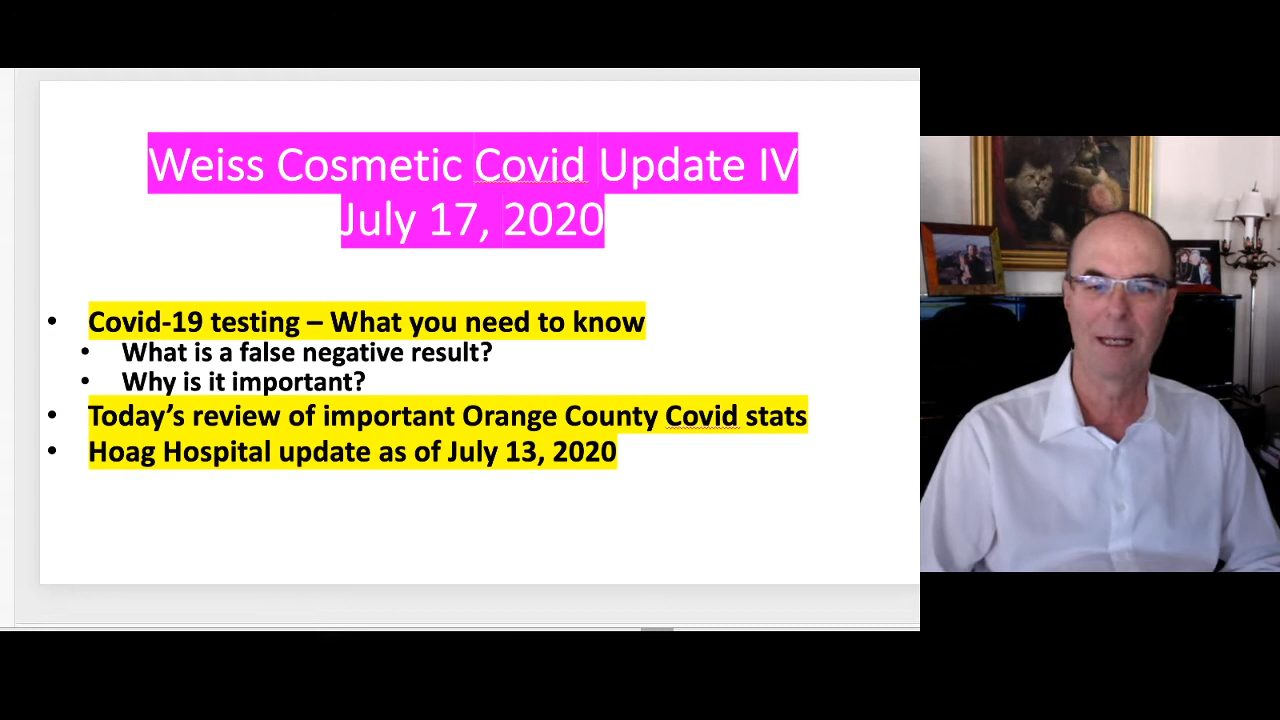 Weiss Cosmetic Covid Update IV
July 17, 2020
• Covid-19 testing – What you need to know
• What is a false negative result?
• Why is it important?
• Today’s review of important Orange County Covid stats
• Hoag Hospital update as of July 13, 2020